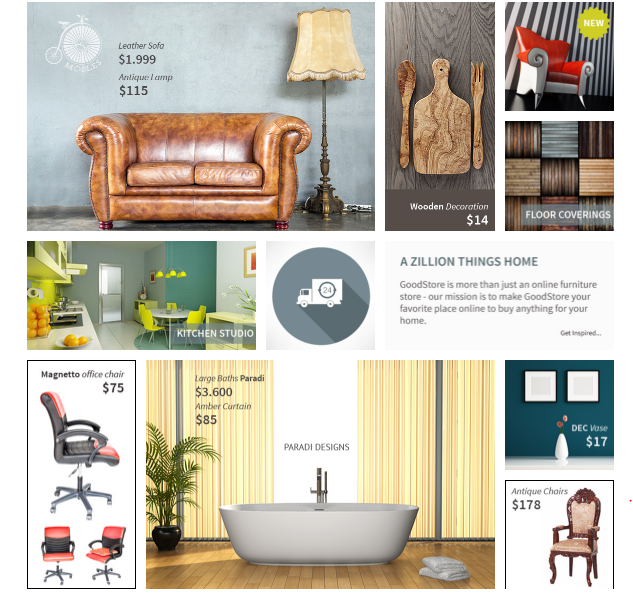 MOBLES
Leather Sofa
$1.999
Antique Lamp
$115
Wooden Decoration
$14
NEW
FLOOR COVERINGS
KITCHEN STUDIO
24
A ZILLION THINGS HOME
GoodStore is more than just an online furniture
store - our mission is to make GoodStore your
favorite place online to buy anything for your
home.
Get Inspired...
Magnetto office chair
$75
Large Baths Paradi
$3.600
Amber Curtain
$85
PARADI DESIGNS
DEC Vase
$17
Antique Chairs
$178